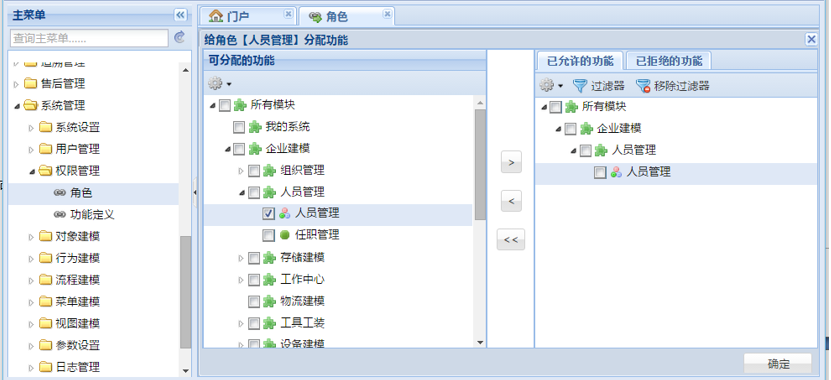 主菜单
查询主菜单......
追溯管理
售后管理
系统管理
系统设置
用户管理
权限管理
角色
功能定义
对象建模
行为建模
流程建模
菜单建模
视图建模
参数设置
日志管理
门户
角色
给角色【人员管理】分配功能
可分配的功能
所有模块
我的系统
企业建模
组织管理
人员管理
人员管理
任职管理
存储建模
工作中心
物流建模
工具工装
设备建模
>
<
<<
已允许的功能
已拒绝的功能
过滤器
移除过滤器
所有模块
企业建模
人员管理
人员管理
确定